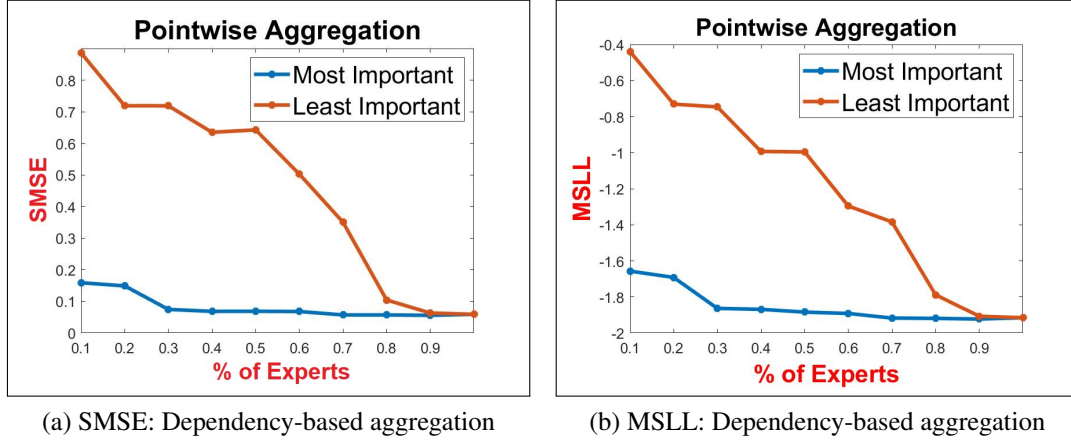 Pointwise Aggregation
Most Important
Least Important
0.8
0.7
0.6
0.5
0.4
0.3
0.2
0.1
0
SMSE
0.1 0.2 0.3 0.4 0.5 0.6 0.7 0.8 0.9
% of Experts
(a) SMSE: Dependency-based aggregation
Pointwise Aggregation
Most Important
Least Important
-0.4
-0.6
-0.8
-1
-1.2
-1.4
-1.6
-1.8
-2
MSLL
0.1 0.2 0.3 0.4 0.5 0.6 0.7 0.8 0.9
% of Experts
(b) MSLL: Dependency-based aggregation